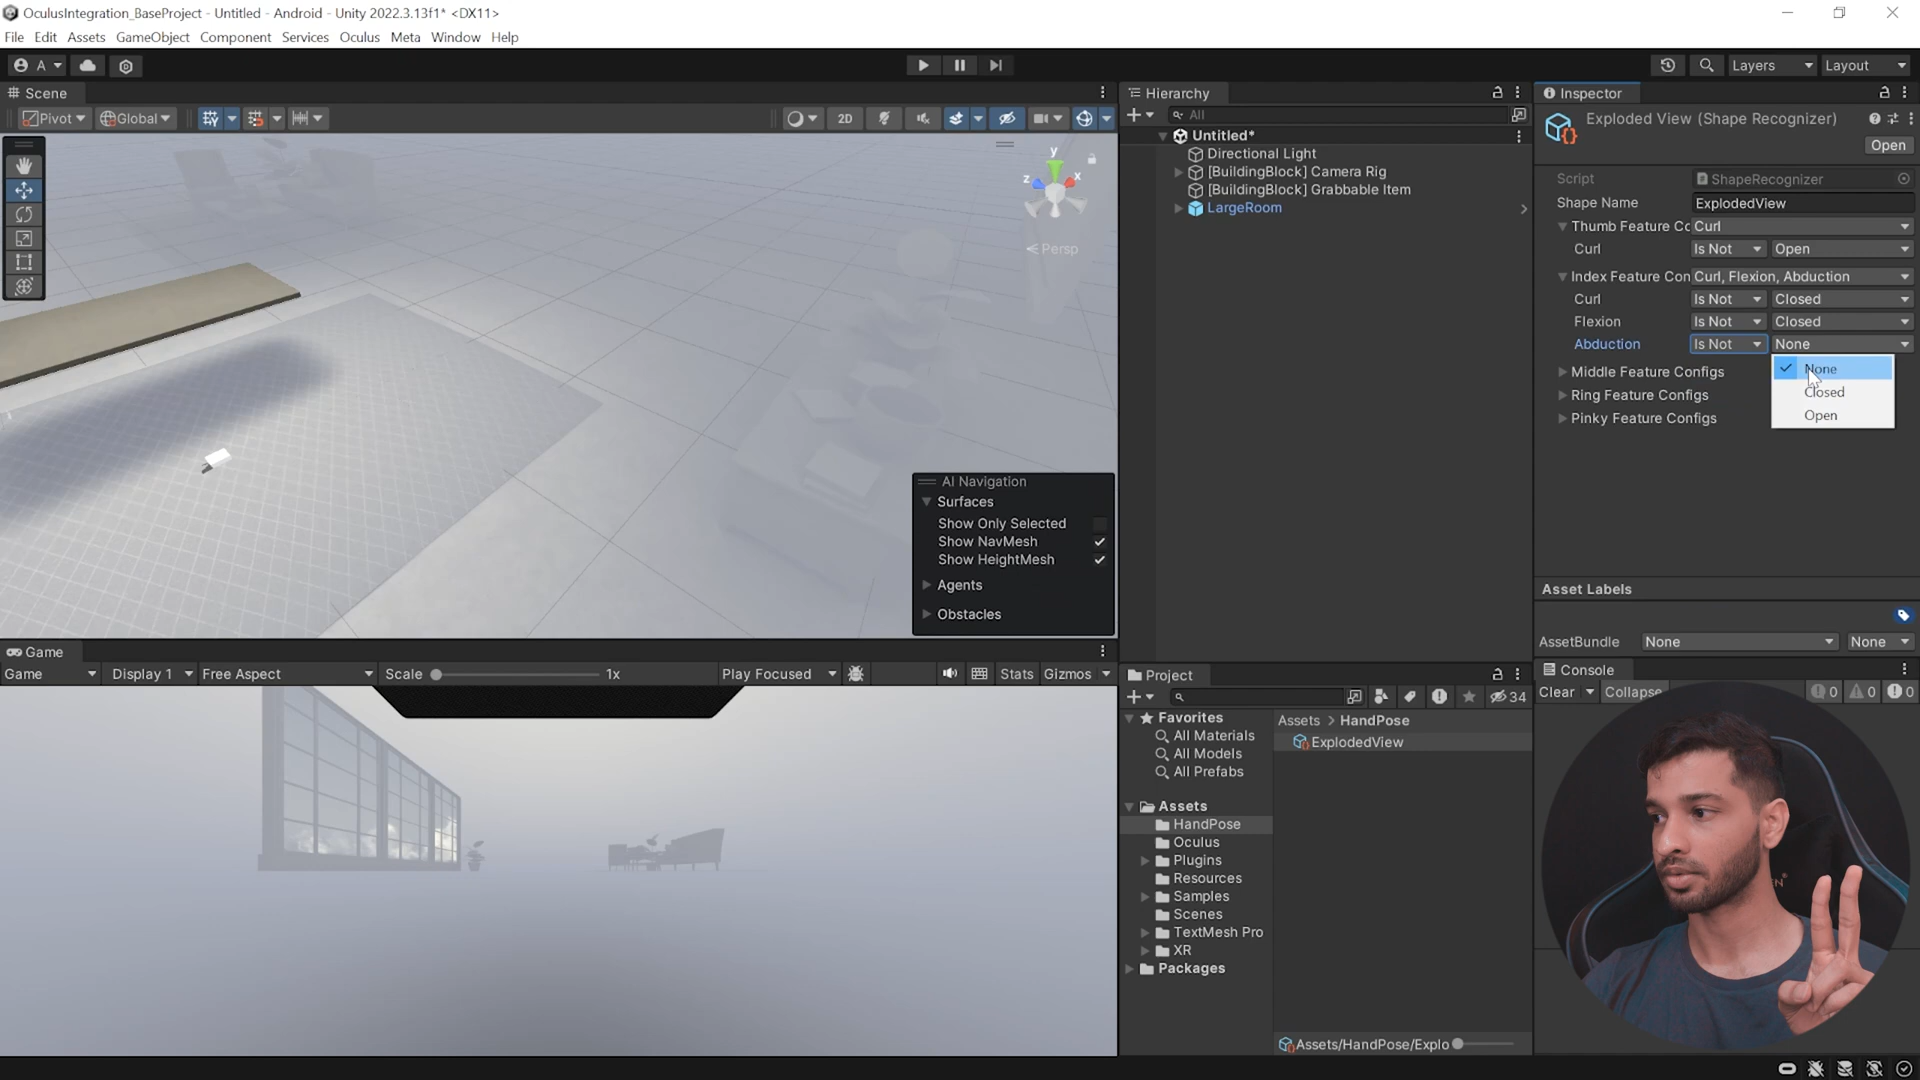 OculusIntegration_BaseProject - Untitled - Android - Unity 2022.3.13f1* <DX11>
File Edit Assets GameObject Component Services Oculus Meta Window Help
A Layers Layout
Scene
Pivot Global 2D
y
z x
Persp
AI Navigation
Surfaces
Show Only Selected
Show NavMesh
Show HeightMesh
Agents
Obstacles
Game
Game Display 1 Free Aspect Scale 1x Play Focused Stats Gizmos
Hierarchy
All
Untitled*
Directional Light
[BuildingBlock] Camera Rig
[BuildingBlock] Grabbable Item
LargeRoom
Project
34
Favorites
All Materials
All Models
All Prefabs
Assets
HandPose
Oculus
Plugins
Resources
Samples
Scenes
TextMesh Pro
XR
Packages
Assets > HandPose
ExplodedView
Assets/HandPose/Explo
Inspector
Exploded View (Shape Recognizer)
Open
Script ShapeRecognizer
Shape Name ExplodedView
Thumb Feature Cc Curl
Curl Is Not Open
Index Feature Con Curl, Flexion, Abduction
Curl Is Not Closed
Flexion Is Not Closed
Abduction Is Not None
None
Closed
Open
Middle Feature Configs
Ring Feature Configs
Pinky Feature Configs
Asset Labels
AssetBundle None None
Console
Clear Collapse 0 0 0